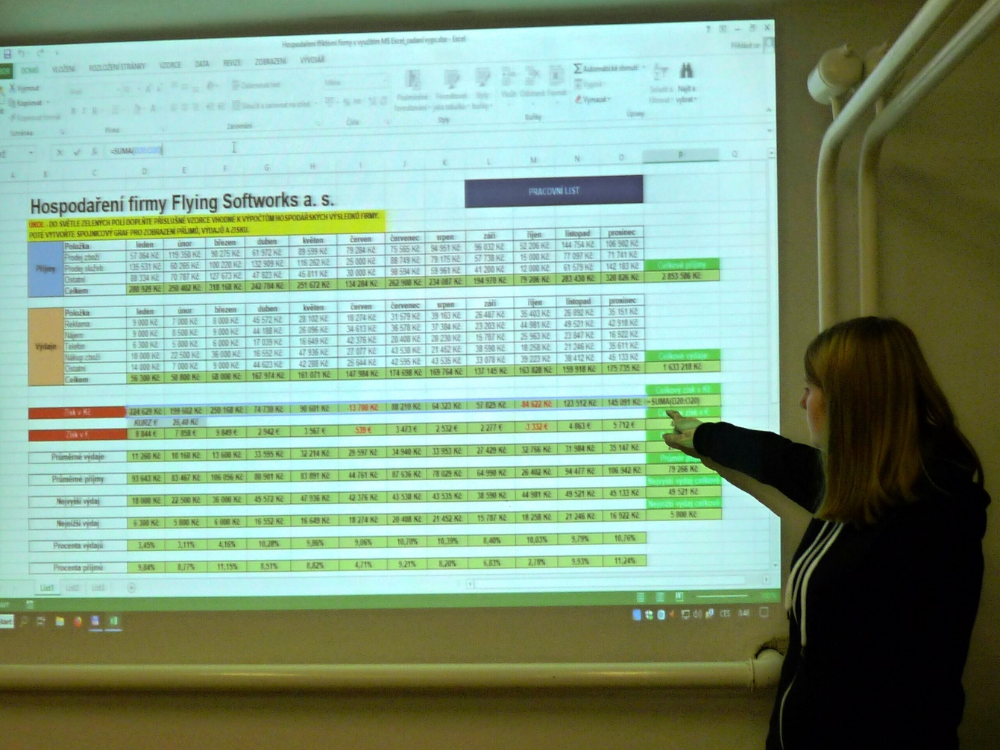 Hospodaření fiktivní firmy s využitím MS Excel_zadání vypr.xlsx - Excel
Přihlásit se
DOMŮ VLOŽENÍ ROZLOŽENÍ STRÁNKY VZORCE DATA REVIZE ZOBRAZENÍ VÝVOJÁŘ
Vyjmout
Kopírovat
Kopírovat formát
Zalamovat text
Sloučit a zarovnat na střed
Podmíněné formátování
Formátovat jako tabulku
Styly buňky
Vložit Odstranit Formát
Automatické shrnutí
Vyplnit
Vymazat
Seřadit a filtrovat
Najít a vybrat
Schránka Písmo Zarovnání Číslo Styly Buňky Úpravy
=SUMA(D20:O20)
A B C D E F G H I J K L M N O P Q
Hospodaření firmy Flying Softworks a. s.
PRACOVNÍ LIST
ÚKOL - DO SVĚTLE ZELENÝCH POLÍ DOPLŇTE PŘÍSLUŠNÉ VZORCE VHODNÉ K VÝPOČTŮM HOSPODÁŘSKÝCH VÝSLEDKŮ FIRMY.
POTÉ VYTVOŘTE SPOJNICOVÝ GRAF PRO ZOBRAZENÍ PŘÍJMŮ, VÝDAJŮ A ZISKU.
Příjmy
Položka leden únor březen duben květen červen červenec srpen září říjen listopad prosinec
Prodej zboží 57 064 Kč 119 350 Kč 90 275 Kč 61 972 Kč 89 599 Kč 79 284 Kč 75 565 Kč 94 951 Kč 96 032 Kč 52 206 Kč 144 754 Kč 106 902 Kč
Prodej služeb 135 531 Kč 60 265 Kč 100 220 Kč 132 909 Kč 116 262 Kč 25 000 Kč 88 749 Kč 79 175 Kč 57 738 Kč 15 000 Kč 77 097 Kč 71 741 Kč
Ostatní 88 334 Kč 70 787 Kč 127 673 Kč 47 823 Kč 45 811 Kč 30 000 Kč 98 594 Kč 59 961 Kč 41 200 Kč 12 000 Kč 61 579 Kč 142 183 Kč
Celkové příjmy
Celkem 280 929 Kč 250 402 Kč 318 168 Kč 242 704 Kč 251 672 Kč 134 284 Kč 262 908 Kč 234 087 Kč 194 970 Kč 79 206 Kč 283 430 Kč 320 826 Kč 2 853 586 Kč
Výdaje
Položka leden únor březen duben květen červen červenec srpen září říjen listopad prosinec
Reklama 9 000 Kč 7 000 Kč 8 000 Kč 45 572 Kč 28 102 Kč 18 274 Kč 31 579 Kč 39 163 Kč 26 487 Kč 35 403 Kč 26 892 Kč 35 151 Kč
Nájem 9 000 Kč 8 500 Kč 9 000 Kč 44 188 Kč 26 096 Kč 34 613 Kč 36 578 Kč 37 384 Kč 23 203 Kč 44 981 Kč 49 521 Kč 42 918 Kč
Telefon 6 300 Kč 5 800 Kč 6 000 Kč 17 039 Kč 16 649 Kč 42 376 Kč 20 408 Kč 28 230 Kč 15 787 Kč 25 963 Kč 23 847 Kč 16 922 Kč
Nákup zboží 18 000 Kč 22 500 Kč 36 000 Kč 16 552 Kč 47 936 Kč 27 077 Kč 43 538 Kč 21 452 Kč 38 590 Kč 18 258 Kč 21 246 Kč 35 611 Kč
Celkové výdaje
Ostatní 14 000 Kč 7 000 Kč 9 000 Kč 44 623 Kč 42 288 Kč 25 644 Kč 42 595 Kč 43 535 Kč 33 078 Kč 39 223 Kč 38 412 Kč 45 133 Kč
Celkem 56 300 Kč 50 800 Kč 68 000 Kč 167 974 Kč 161 071 Kč 147 984 Kč 174 698 Kč 169 764 Kč 137 145 Kč 163 828 Kč 159 918 Kč 175 735 Kč 1 633 218 Kč
Celkový zisk v Kč
Zisk v Kč 224 629 Kč 199 602 Kč 250 168 Kč 74 730 Kč 90 601 Kč -13 700 Kč 88 210 Kč 64 323 Kč 57 825 Kč -84 622 Kč 123 512 Kč 145 091 Kč =SUMA(D20:O20)
KURZ € 25,40 Kč
Zisk v € 8 844 € 7 858 € 9 849 € 2 942 € 3 567 € -539 € 3 473 € 2 532 € 2 277 € -3 332 € 4 863 € 5 712 €
Průměrné výdaje 11 260 Kč 10 160 Kč 13 600 Kč 33 595 Kč 32 214 Kč 29 597 Kč 34 940 Kč 33 953 Kč 27 429 Kč 32 766 Kč 31 984 Kč 35 147 Kč
Průměrné příjmy 93 643 Kč 83 467 Kč 106 056 Kč 80 901 Kč 83 891 Kč 44 761 Kč 87 636 Kč 78 029 Kč 64 990 Kč 26 402 Kč 94 477 Kč 106 942 Kč 79 266 Kč
Nejvyšší výdaj celkově
Nejvyšší výdaj 18 000 Kč 22 500 Kč 36 000 Kč 45 572 Kč 47 936 Kč 42 376 Kč 43 538 Kč 43 535 Kč 38 590 Kč 44 981 Kč 49 521 Kč 45 133 Kč 49 521 Kč
Nejnižší výdaj celkově
Nejnižší výdaj 6 300 Kč 5 800 Kč 6 000 Kč 16 552 Kč 16 649 Kč 18 274 Kč 20 408 Kč 21 452 Kč 15 787 Kč 18 258 Kč 21 246 Kč 16 922 Kč 5 800 Kč
Procenta výdajů 3,45% 3,11% 4,16% 10,28% 9,86% 9,06% 10,70% 10,39% 8,40% 10,03% 9,79% 10,76%
Procenta příjmů 9,84% 8,77% 11,15% 8,51% 8,82% 4,71% 9,21% 8,20% 6,83% 2,78% 9,93% 11,24%
List1 List2 List3
Start
CES 8:46